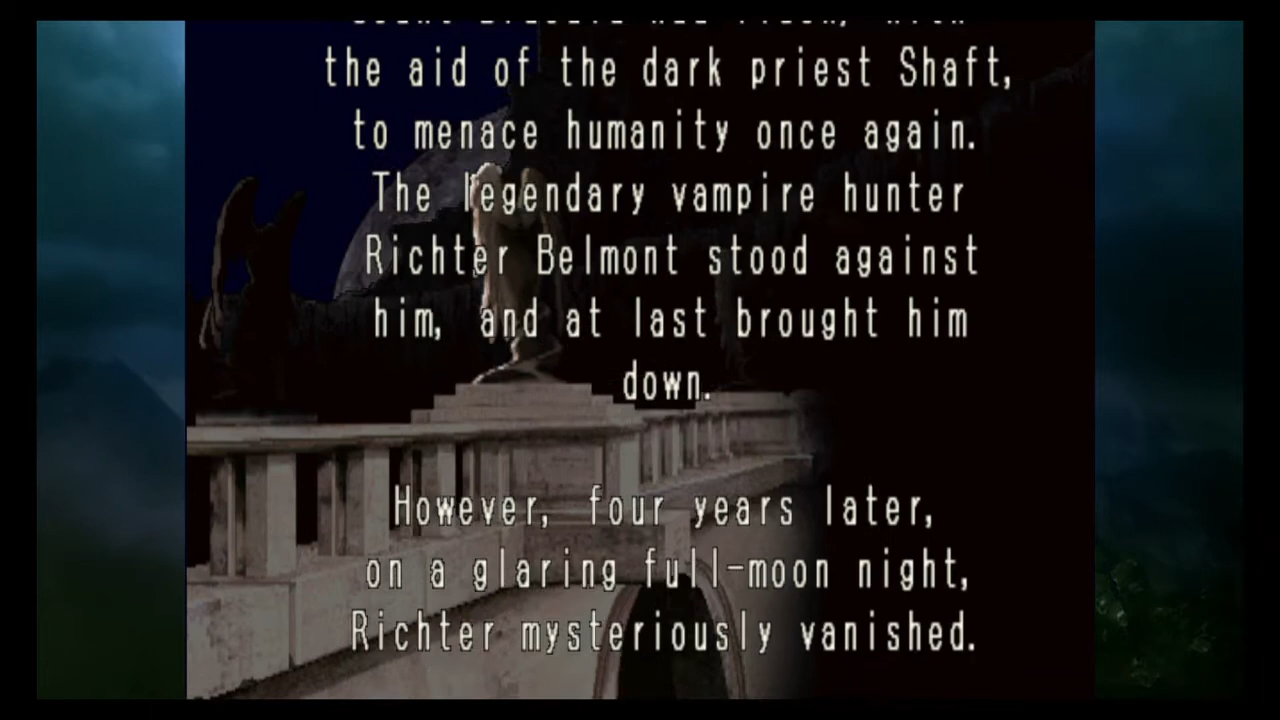 the aid of the dark priest Shaft,
to menace humanity once again.
The legendary vampire hunter
Richter Belmont stood against
him, and at last brought him
down.
However, four years later,
on a glaring full-moon night,
Richter mysteriously vanished.